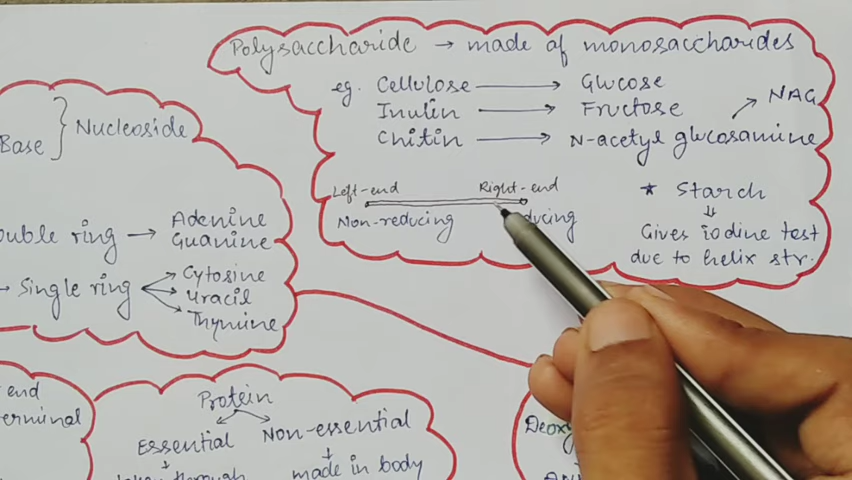 Polysaccharide → made of monosaccharides
eg. Cellulose → Glucose
Inulin → Fructose
Chitin → N-acetyl glucosamine → NAG
Left-end Right-end
Non-reducing
* Starch
⇓
Gives iodine test
due to helix str.
Base } Nucleoside
ring → Adenine
Guanine
→ Single ring → Cytosine
Uracil
Thymine
end
Protein
Essential Non-essential
↓ made in body